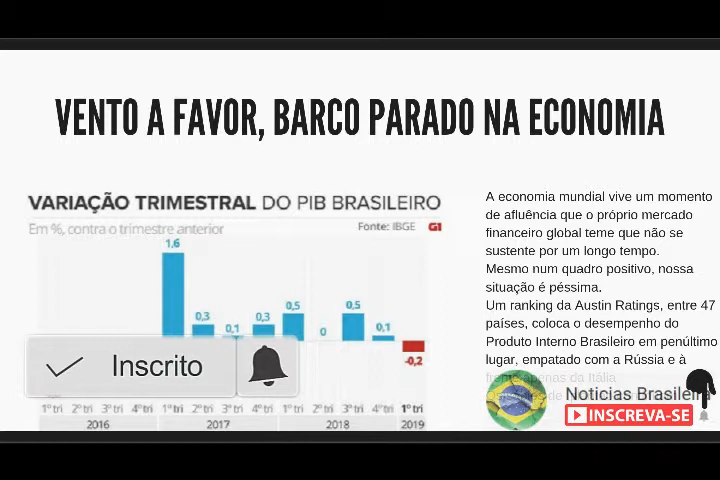 VENTO A FAVOR, BARCO PARADO NA ECONOMIA
VARIAÇÃO TRIMESTRAL DO PIB BRASILEIRO
Em %, contra o trimestre anterior
Fonte: IBGE G1
1,6
0,3
0,1
0,3
0,5
0
0,5
0,1
-0,2
1º tri 2º tri 3º tri 4º tri 1º tri 2º tri 3º tri 4º tri 1º tri 2º tri 3º tri 4º tri 1º tri
2016 2017 2018 2019
A economia mundial vive um momento
de afluência que o próprio mercado
financeiro global teme que não se
sustente por um longo tempo.
Mesmo num quadro positivo, nossa
situação é péssima.
Um ranking da Austin Ratings, entre 47
países, coloca o desempenho do
Produto Interno Brasileiro em penúltimo
lugar, empatado com a Rússia e à
frente apenas da Itália
Inscrito
Noticias Brasileira
INSCREVA-SE